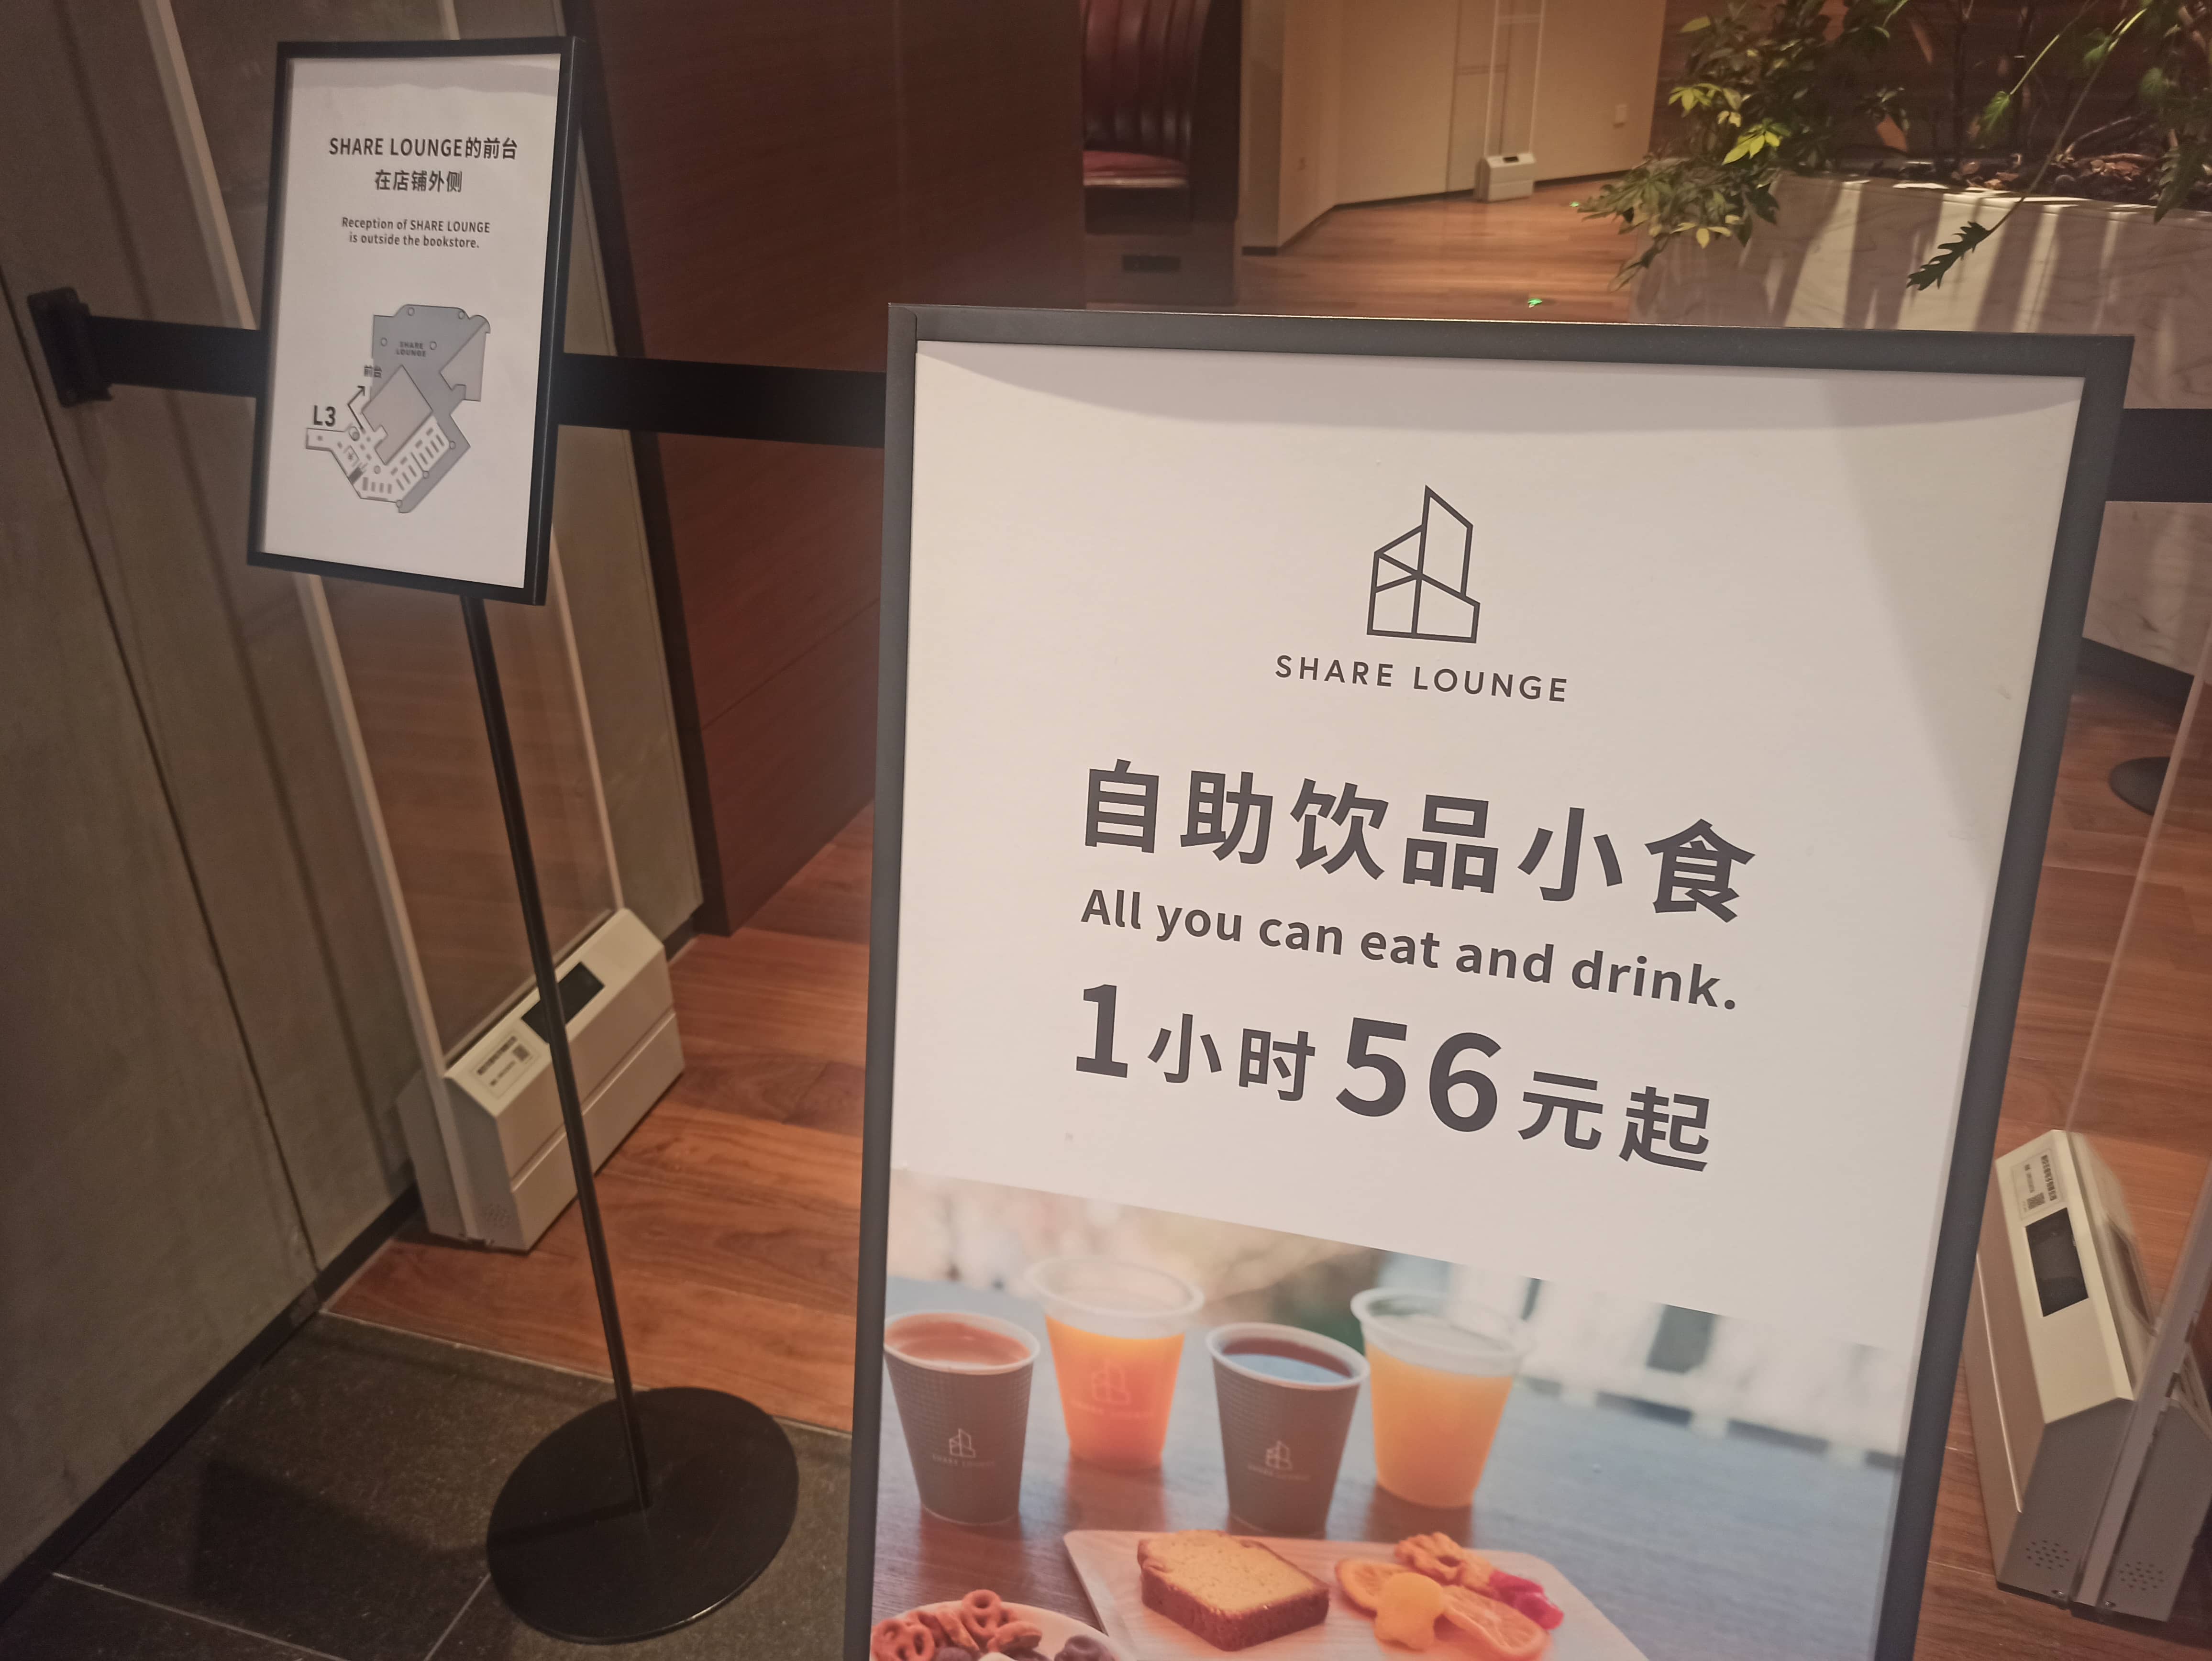 SHARE LOUNGE的前台
在店铺外侧
Reception of SHARE LOUNGE
is outside the bookstore.
SHARE
LOUNGE
前台
L3
SHARE LOUNGE
自助饮品小食
All you can eat and drink.
1小时56元起